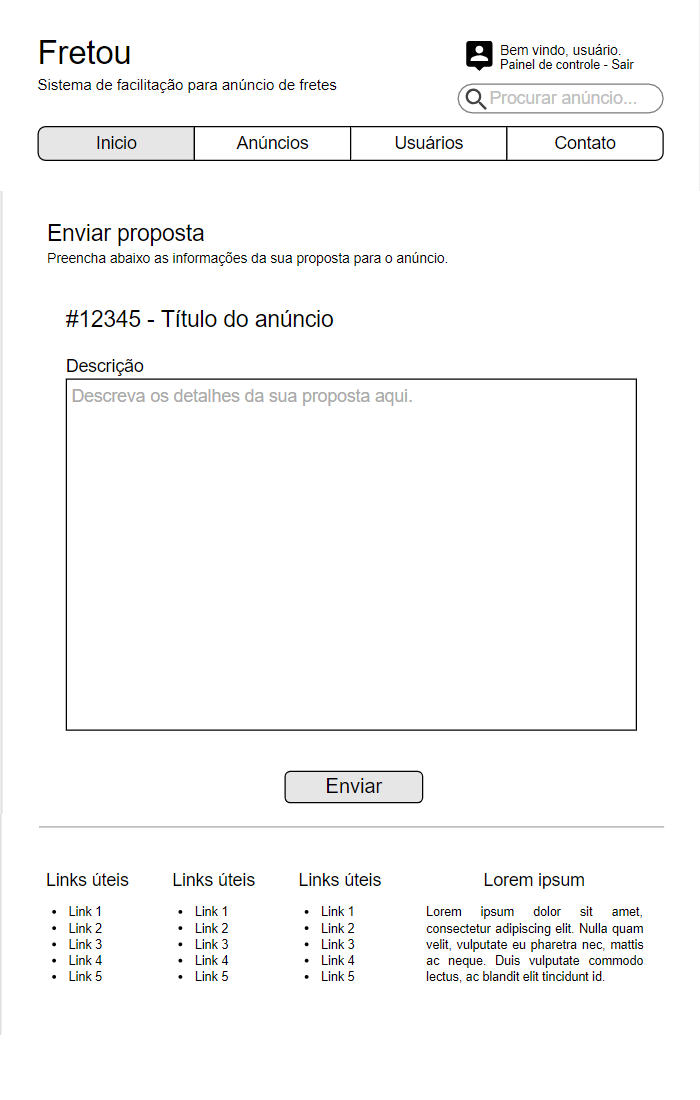 Fretou
Sistema de facilitação para anúncio de fretes
Bem vindo, usuário.
Painel de controle - Sair
Procurar anúncio...
Inicio
Anúncios
Usuários
Contato
Enviar proposta
Preencha abaixo as informações da sua proposta para o anúncio.
#12345 - Título do anúncio
Descrição
Descreva os detalhes da sua proposta aqui.
Enviar
Links úteis
• Link 1
• Link 2
• Link 3
• Link 4
• Link 5
Links úteis
• Link 1
• Link 2
• Link 3
• Link 4
• Link 5
Links úteis
• Link 1
• Link 2
• Link 3
• Link 4
• Link 5
Lorem ipsum
Lorem ipsum dolor sit amet,
consectetur adipiscing elit. Nulla quam
velit, vulputate eu pharetra nec, mattis
ac neque. Duis vulputate commodo
lectus, ac blandit elit tincidunt id.